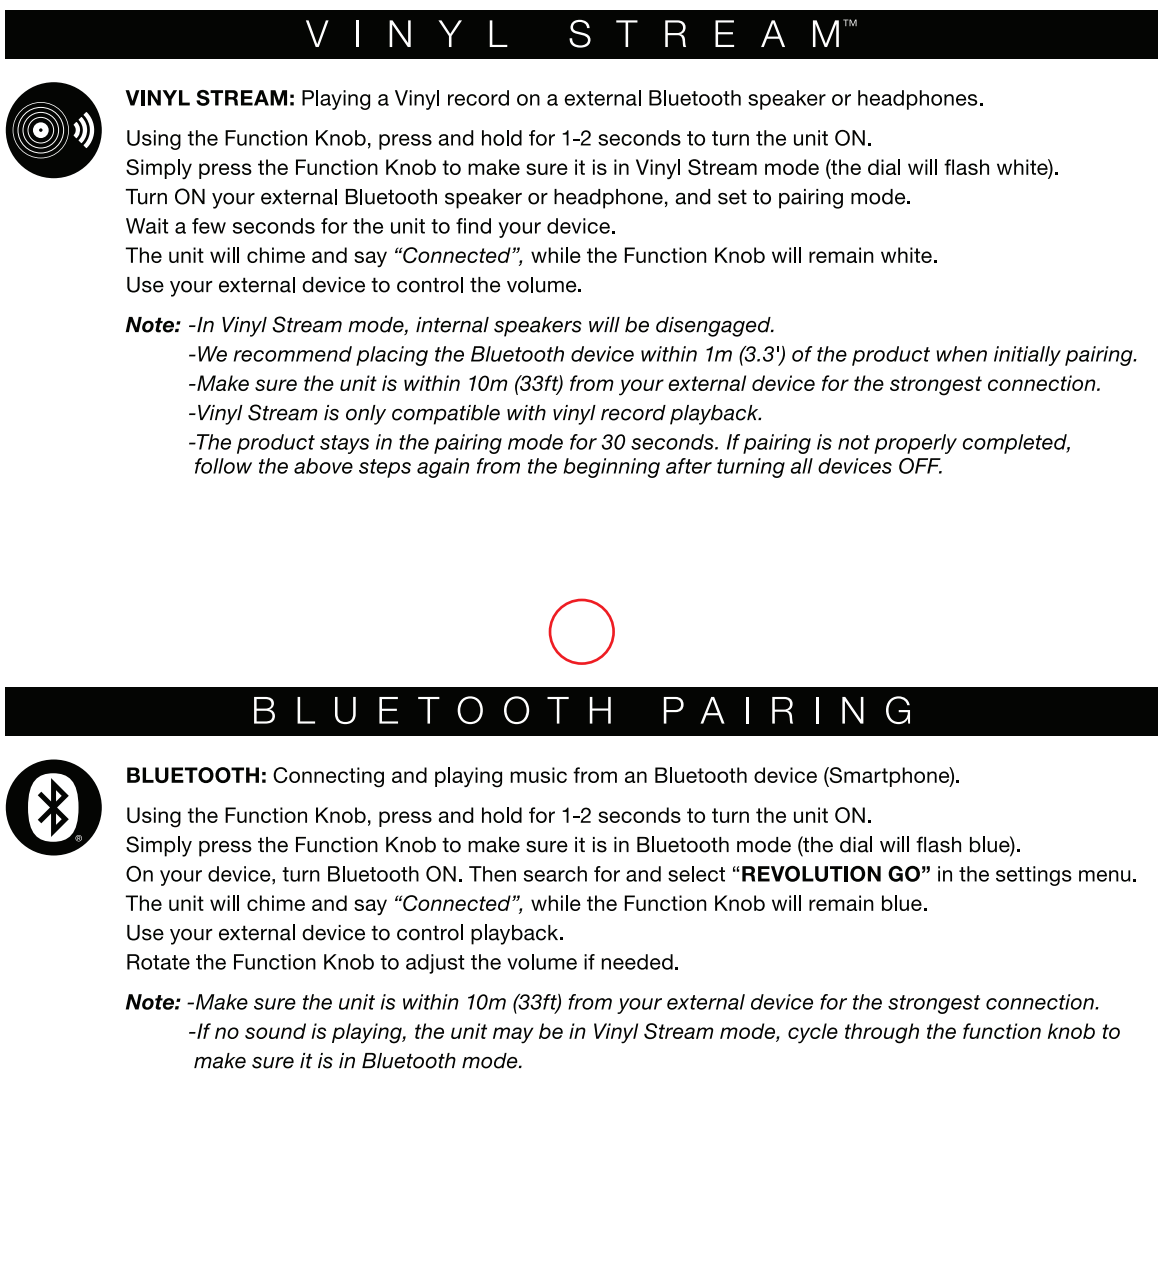 VINYL STREAM™
VINYL STREAM: Playing a Vinyl record on a external Bluetooth speaker or headphones.
Using the Function Knob, press and hold for 1-2 seconds to turn the unit ON.
Simply press the Function Knob to make sure it is in Vinyl Stream mode (the dial will flash white).
Turn ON your external Bluetooth speaker or headphone, and set to pairing mode.
Wait a few seconds for the unit to find your device.
The unit will chime and say “Connected”, while the Function Knob will remain white.
Use your external device to control the volume.
Note: -In Vinyl Stream mode, internal speakers will be disengaged.
-We recommend placing the Bluetooth device within 1m (3.3') of the product when initially pairing.
-Make sure the unit is within 10m (33ft) from your external device for the strongest connection.
-Vinyl Stream is only compatible with vinyl record playback.
-The product stays in the pairing mode for 30 seconds. If pairing is not properly completed,
follow the above steps again from the beginning after turning all devices OFF.
BLUETOOTH PAIRING
BLUETOOTH: Connecting and playing music from an Bluetooth device (Smartphone).
Using the Function Knob, press and hold for 1-2 seconds to turn the unit ON.
Simply press the Function Knob to make sure it is in Bluetooth mode (the dial will flash blue).
On your device, turn Bluetooth ON. Then search for and select “REVOLUTION GO” in the settings menu.
The unit will chime and say “Connected”, while the Function Knob will remain blue.
Use your external device to control playback.
Rotate the Function Knob to adjust the volume if needed.
Note: -Make sure the unit is within 10m (33ft) from your external device for the strongest connection.
-If no sound is playing, the unit may be in Vinyl Stream mode, cycle through the function knob to
make sure it is in Bluetooth mode.